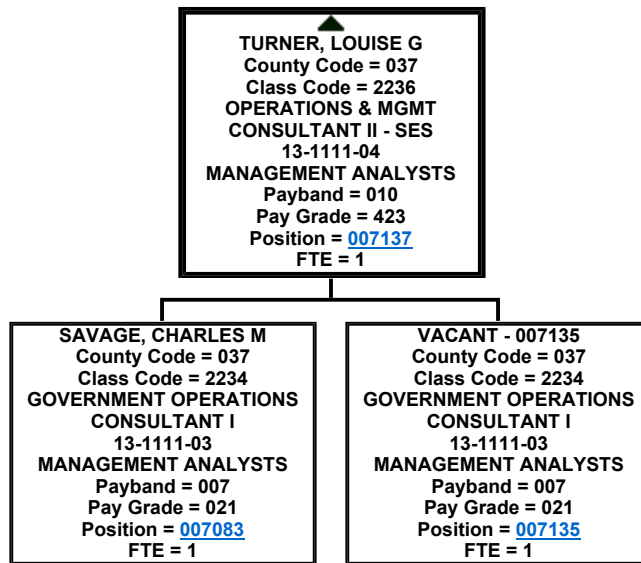 TURNER, LOUISE G
County Code = 037
Class Code = 2236
OPERATIONS & MGMT
CONSULTANT II - SES
13-1111-04
MANAGEMENT ANALYSTS
Payband = 010
Pay Grade = 423
Position = 007137
FTE = 1
SAVAGE, CHARLES M
County Code = 037
Class Code = 2234
GOVERNMENT OPERATIONS
CONSULTANT I
13-1111-03
MANAGEMENT ANALYSTS
Payband = 007
Pay Grade = 021
Position = 007083
FTE = 1
VACANT - 007135
County Code = 037
Class Code = 2234
GOVERNMENT OPERATIONS
CONSULTANT I
13-1111-03
MANAGEMENT ANALYSTS
Payband = 007
Pay Grade = 021
Position = 007135
FTE = 1